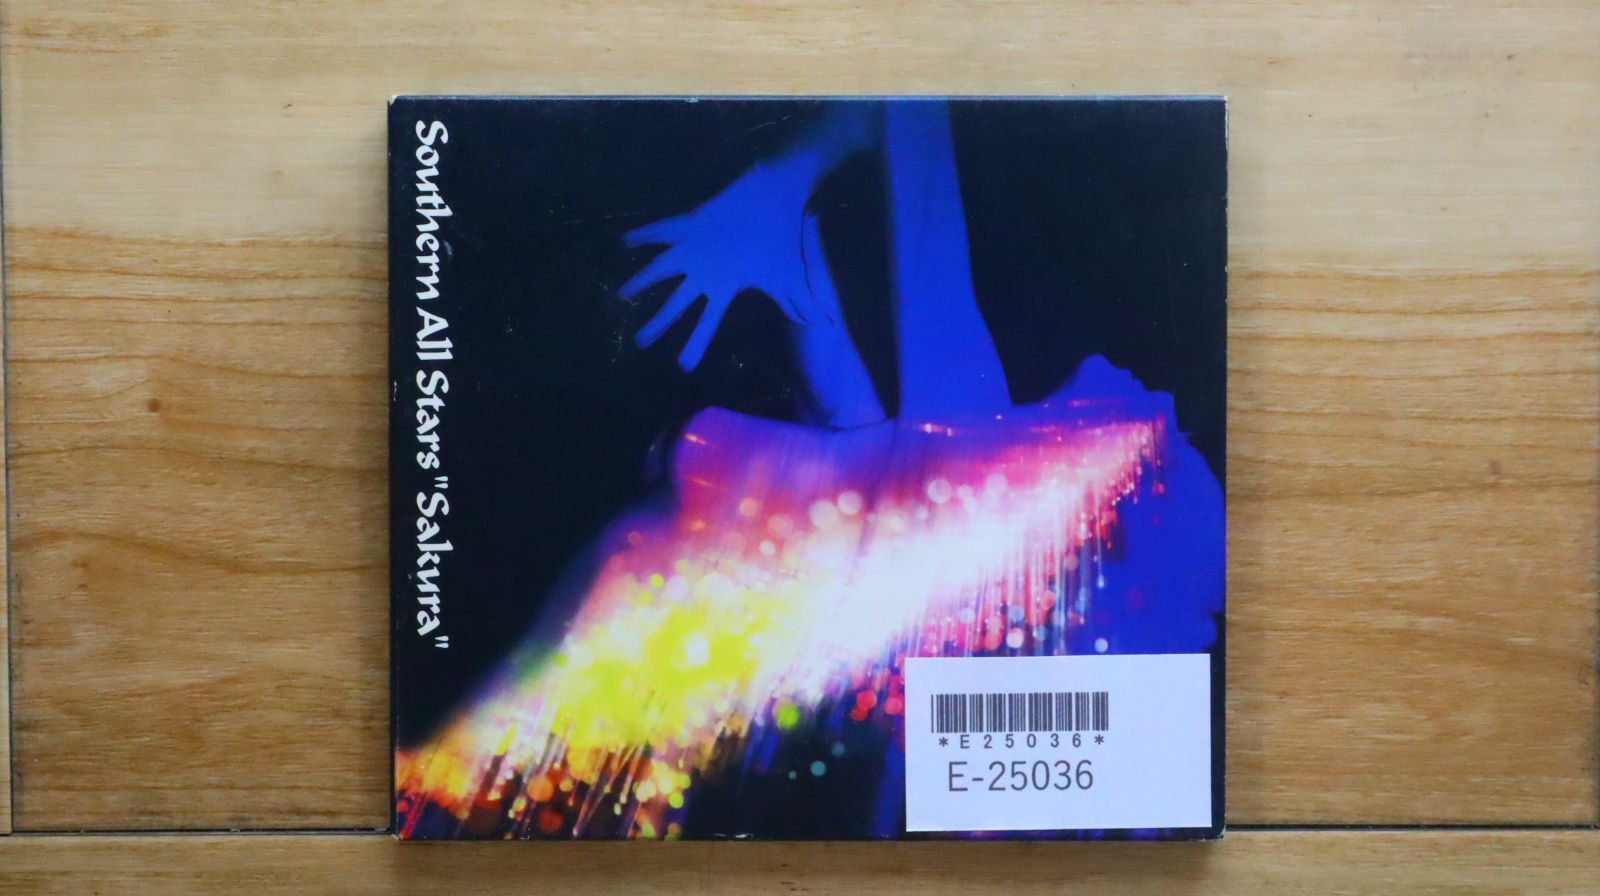 Southern All Stars "Sakura"
*E25036*
E-25036